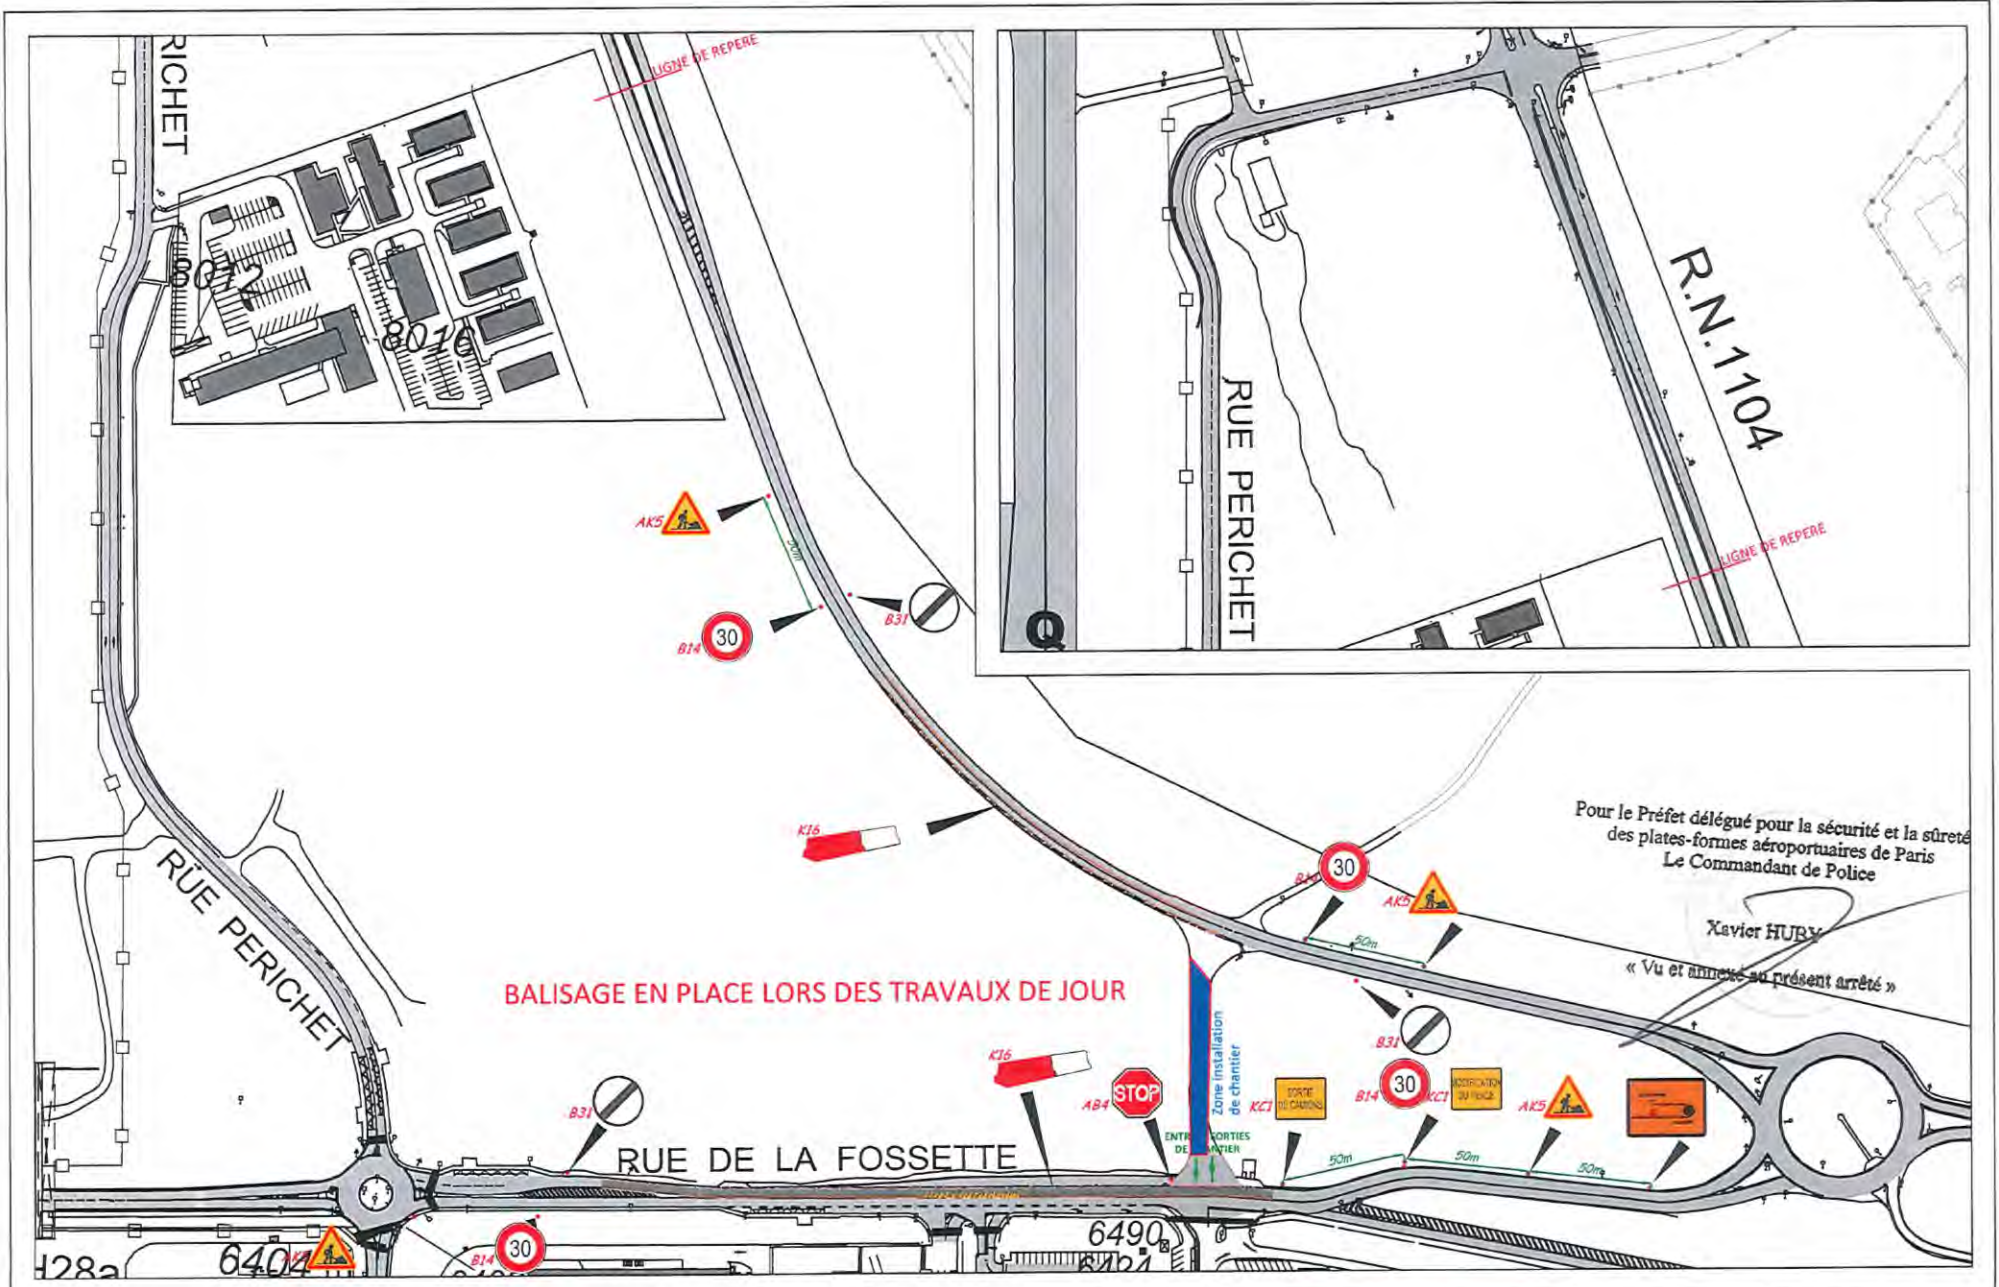 RICHET
LIGNE DE REPERE
8012
8016
R.N.1104
RUE PERICHET
LIGNE DE REPERE
Q
AK5
50m
B14
30
B31
K16
Pour le Préfet délégué pour la sécurité et la sûreté
des plates-formes aéroportuaires de Paris
Le Commandant de Police
Xavier HURY
« Vu et annexé au présent arrêté »
30
AK5
50m
B31
RUE PERICHET
BALISAGE EN PLACE LORS DES TRAVAUX DE JOUR
Zone installation
de chantier
K16
AB4
STOP
KC1
SORTIE
DE CAMIONS
B14
30
KC1
AK5
B31
RUE DE LA FOSSETTE
50m
50m
50m
6404
B14
30
6490